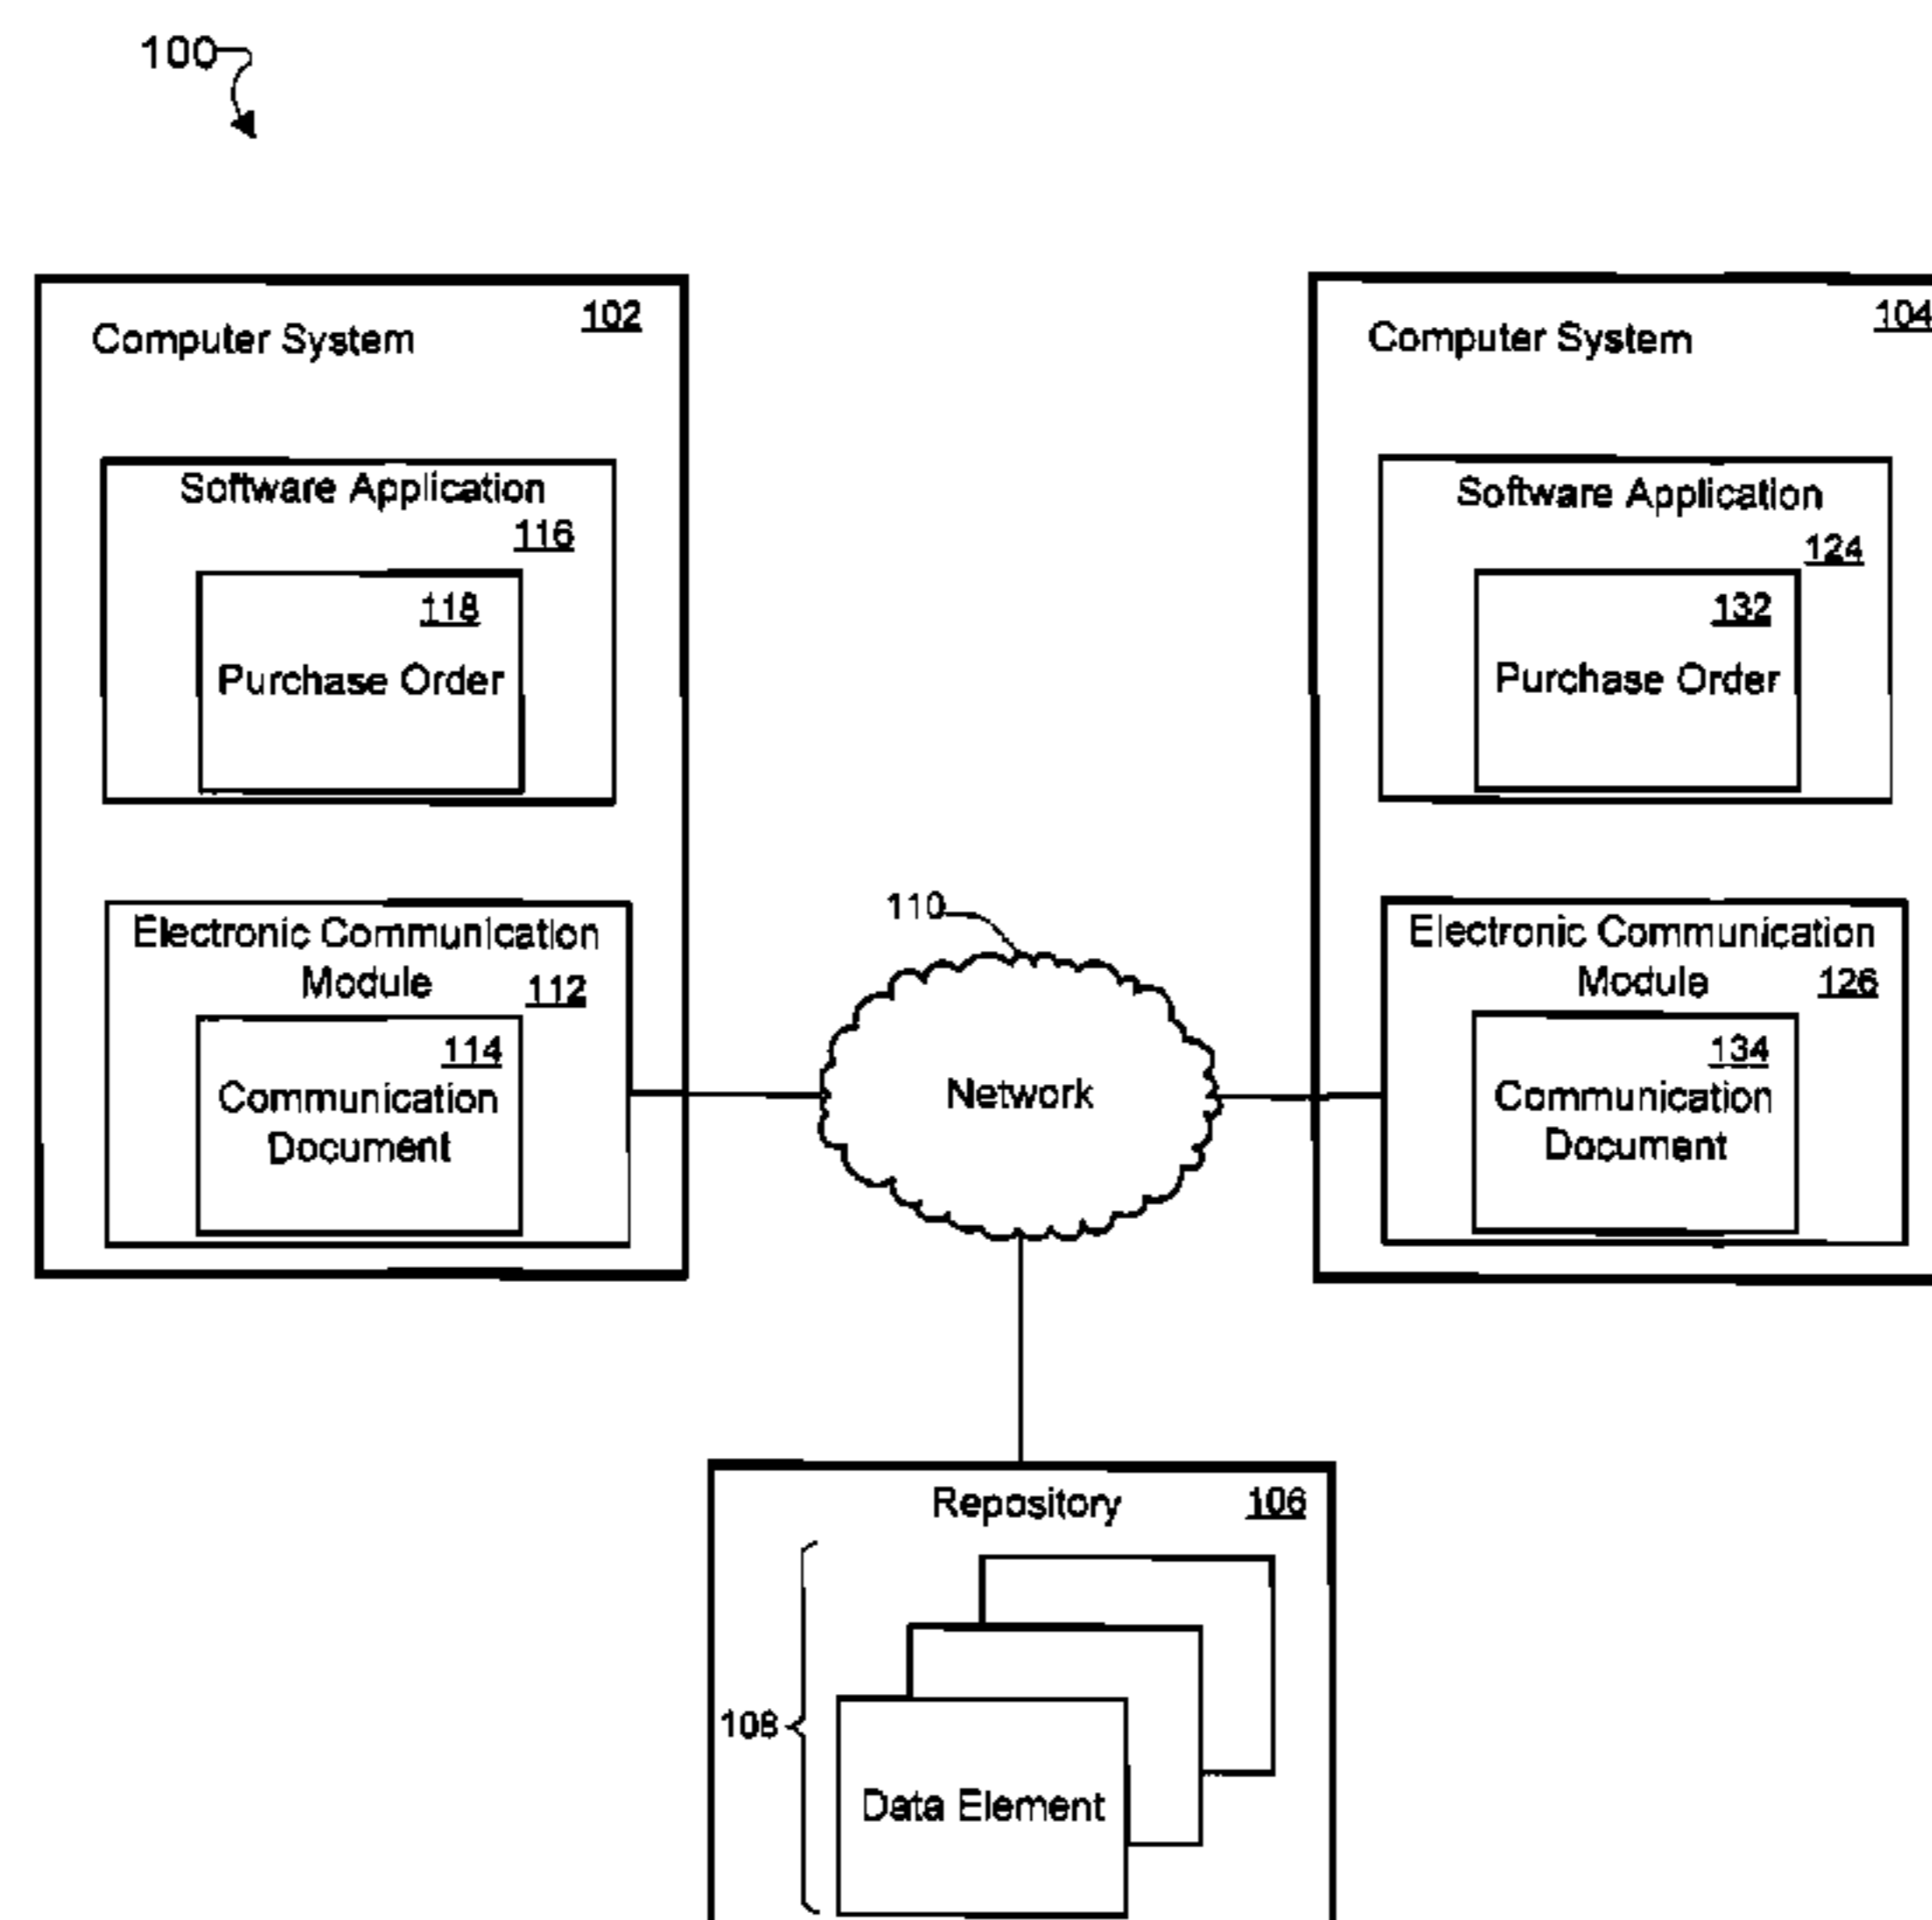 100
102
Computer System
Software Application
116
118
Purchase Order
Electronic Communication
Module
112
114
Communication
Document
110
Network
104
Computer System
Software Application
124
132
Purchase Order
Electronic Communication
Module
126
134
Communication
Document
Repository
106
108
Data Element